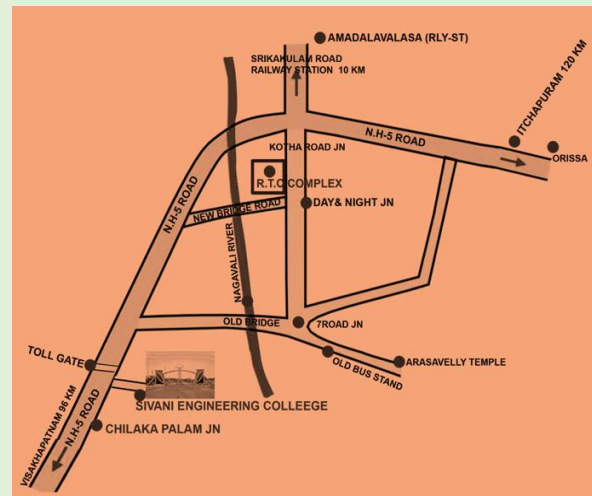 AMADALAVALASA (RLY-ST)
SRIKAKULAM ROAD
RAILWAY STATION 10 KM
ITCHAPURAM 120 KM
N.H-5 ROAD
ORISSA
KOTHA ROAD JN
R.T.C COMPLEX
N.H-5 ROAD
NEW BRIDGE ROAD
DAY& NIGHT JN
NAGAVALI RIVER
OLD BRIDGE
7ROAD JN
OLD BUS STAND
ARASAVELLY TEMPLE
TOLL GATE
SIVANI ENGINEERING COLLEEGE
VISAKHAPATNAM 96 KM
N.H-5 ROAD
CHILAKA PALAM JN